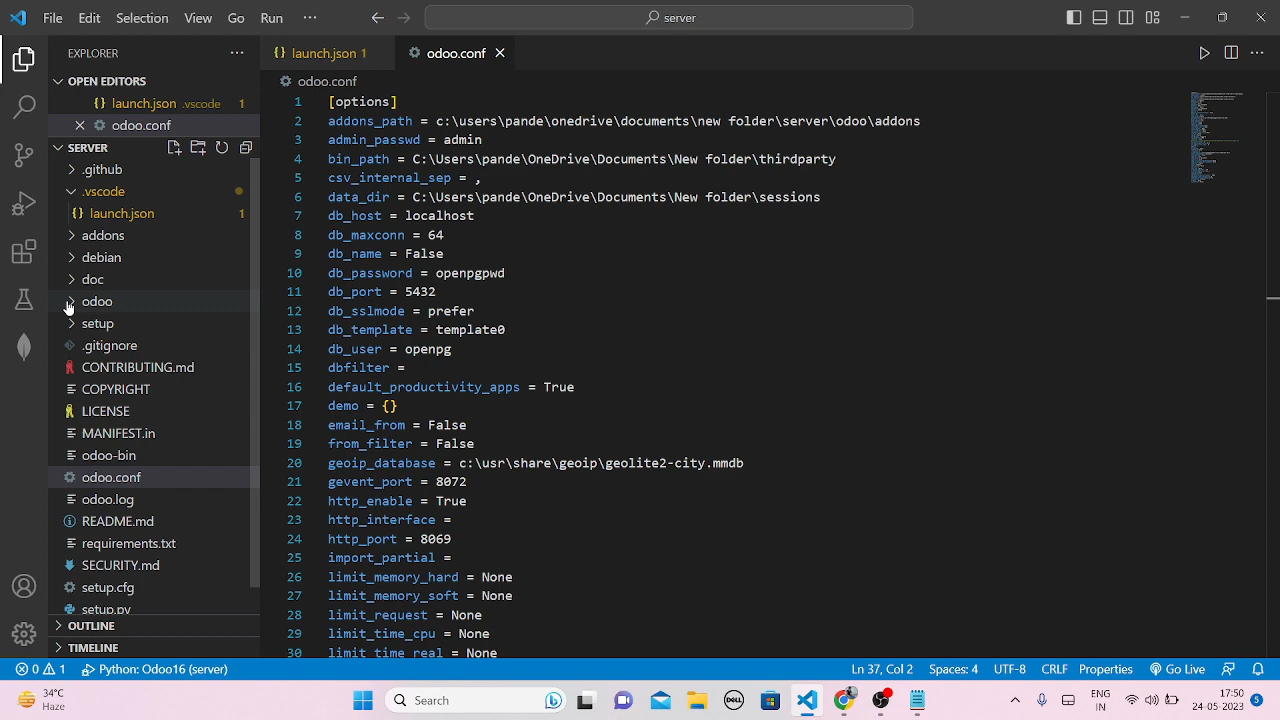 File Edit Selection View Go Run ··· server
EXPLORER ···
OPEN EDITORS
launch.json .vscode 1
odoo.conf
SERVER
.github
.vscode
launch.json 1
addons
debian
doc
odoo
setup
.gitignore
CONTRIBUTING.md
COPYRIGHT
LICENSE
MANIFEST.in
odoo-bin
odoo.conf
odoo.log
README.md
requirements.txt
SECURITY.md
setup.cfg
setup.py
OUTLINE
TIMELINE
launch.json 1 odoo.conf
odoo.conf
1 [options]
2 addons_path = c:\users\pande\onedrive\documents\new folder\server\odoo\addons
3 admin_passwd = admin
4 bin_path = C:\Users\pande\OneDrive\Documents\New folder\thirdparty
5 csv_internal_sep = ,
6 data_dir = C:\Users\pande\OneDrive\Documents\New folder\sessions
7 db_host = localhost
8 db_maxconn = 64
9 db_name = False
10 db_password = openpgpwd
11 db_port = 5432
12 db_sslmode = prefer
13 db_template = template0
14 db_user = openpg
15 dbfilter =
16 default_productivity_apps = True
17 demo = {}
18 email_from = False
19 from_filter = False
20 geoip_database = c:\usr\share\geoip\geolite2-city.mmdb
21 gevent_port = 8072
22 http_enable = True
23 http_interface =
24 http_port = 8069
25 import_partial =
26 limit_memory_hard = None
27 limit_memory_soft = None
28 limit_request = None
29 limit_time_cpu = None
30 limit_time_real = None
0 1 Python: Odoo16 (server) Ln 37, Col 2 Spaces: 4 UTF-8 CRLF Properties Go Live
34°C
Haze
Search
DELL
ENG
IN
17:50
24-05-2023
5